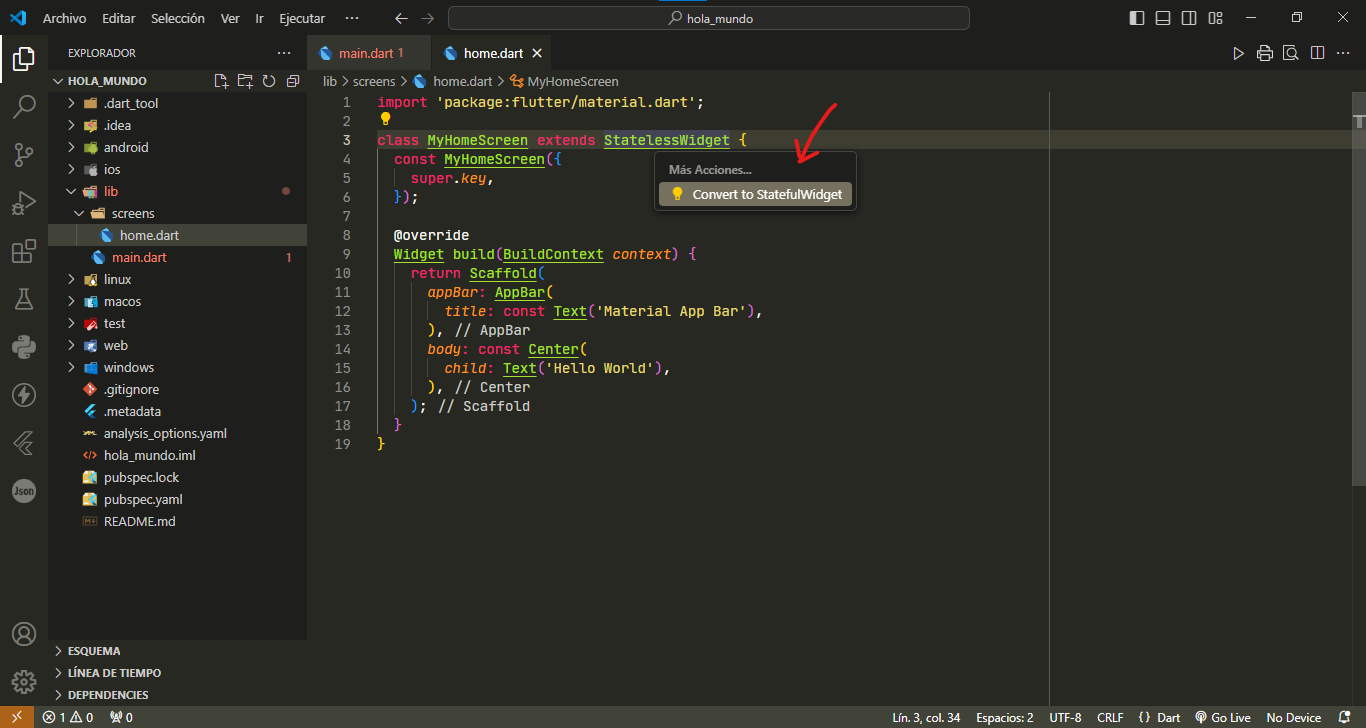 Archivo Editar Selección Ver Ir Ejecutar ··· hola_mundo
EXPLORADOR ···
HOLA_MUNDO
.dart_tool
.idea
android
ios
lib
screens
home.dart
main.dart 1
linux
macos
test
web
windows
.gitignore
.metadata
analysis_options.yaml
hola_mundo.iml
pubspec.lock
pubspec.yaml
README.md
ESQUEMA
LÍNEA DE TIEMPO
DEPENDENCIES
Json
main.dart 1 home.dart
lib > screens > home.dart > MyHomeScreen
1 import 'package:flutter/material.dart';
2
3 class MyHomeScreen extends StatelessWidget {
4 const MyHomeScreen({
5 super.key,
6 });
7
8 @override
9 Widget build(BuildContext context) {
10 return Scaffold(
11 appBar: AppBar(
12 title: const Text('Material App Bar'),
13 ), // AppBar
14 body: const Center(
15 child: Text('Hello World'),
16 ), // Center
17 ); // Scaffold
18 }
19 }
Más Acciones...
Convert to StatefulWidget
1 0 0 Lín. 3, col. 34 Espacios: 2 UTF-8 CRLF {} Dart Go Live No Device